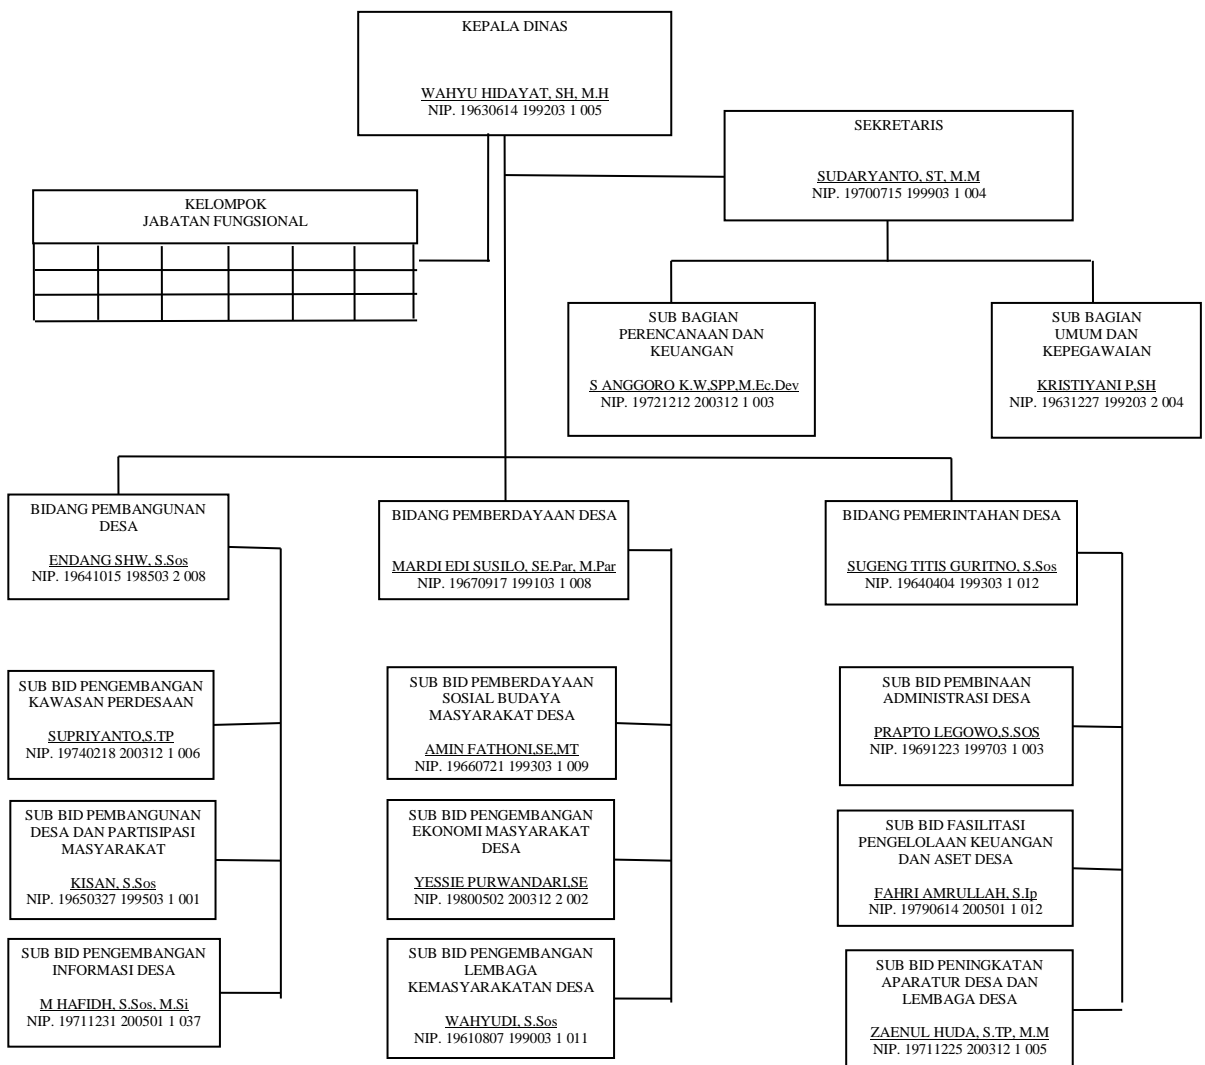 KEPALA DINAS
WAHYU HIDAYAT, SH, M.H
NIP. 19630614 199203 1 005
SEKRETARIS
SUDARYANTO, ST, M.M
NIP. 19700715 199903 1 004
KELOMPOK
JABATAN FUNGSIONAL
SUB BAGIAN
PERENCANAAN DAN
KEUANGAN
S ANGGORO K.W,SPP,M.Ec.Dev
NIP. 19721212 200312 1 003
SUB BAGIAN
UMUM DAN
KEPEGAWAIAN
KRISTIYANI P,SH
NIP. 19631227 199203 2 004
BIDANG PEMBANGUNAN
DESA
ENDANG SHW, S.Sos
NIP. 19641015 198503 2 008
BIDANG PEMBERDAYAAN DESA
MARDI EDI SUSILO, SE.Par, M.Par
NIP. 19670917 199103 1 008
BIDANG PEMERINTAHAN DESA
SUGENG TITIS GURITNO, S.Sos
NIP. 19640404 199303 1 012
SUB BID PENGEMBANGAN
KAWASAN PERDESAAN
SUPRIYANTO,S.TP
NIP. 19740218 200312 1 006
SUB BID PEMBERDAYAAN
SOSIAL BUDAYA
MASYARAKAT DESA
AMIN FATHONI,SE,MT
NIP. 19660721 199303 1 009
SUB BID PEMBINAAN
ADMINISTRASI DESA
PRAPTO LEGOWO,S.SOS
NIP. 19691223 199703 1 003
SUB BID PEMBANGUNAN
DESA DAN PARTISIPASI
MASYARAKAT
KISAN, S.Sos
NIP. 19650327 199503 1 001
SUB BID PENGEMBANGAN
EKONOMI MASYARAKAT
DESA
YESSIE PURWANDARI,SE
NIP. 19800502 200312 2 002
SUB BID FASILITASI
PENGELOLAAN KEUANGAN
DAN ASET DESA
FAHRI AMRULLAH, S.Ip
NIP. 19790614 200501 1 012
SUB BID PENGEMBANGAN
INFORMASI DESA
M HAFIDH, S.Sos, M.Si
NIP. 19711231 200501 1 037
SUB BID PENGEMBANGAN
LEMBAGA
KEMASYARAKATAN DESA
WAHYUDI, S.Sos
NIP. 19610807 199003 1 011
SUB BID PENINGKATAN
APARATUR DESA DAN
LEMBAGA DESA
ZAENUL HUDA, S.TP, M.M
NIP. 19711225 200312 1 005